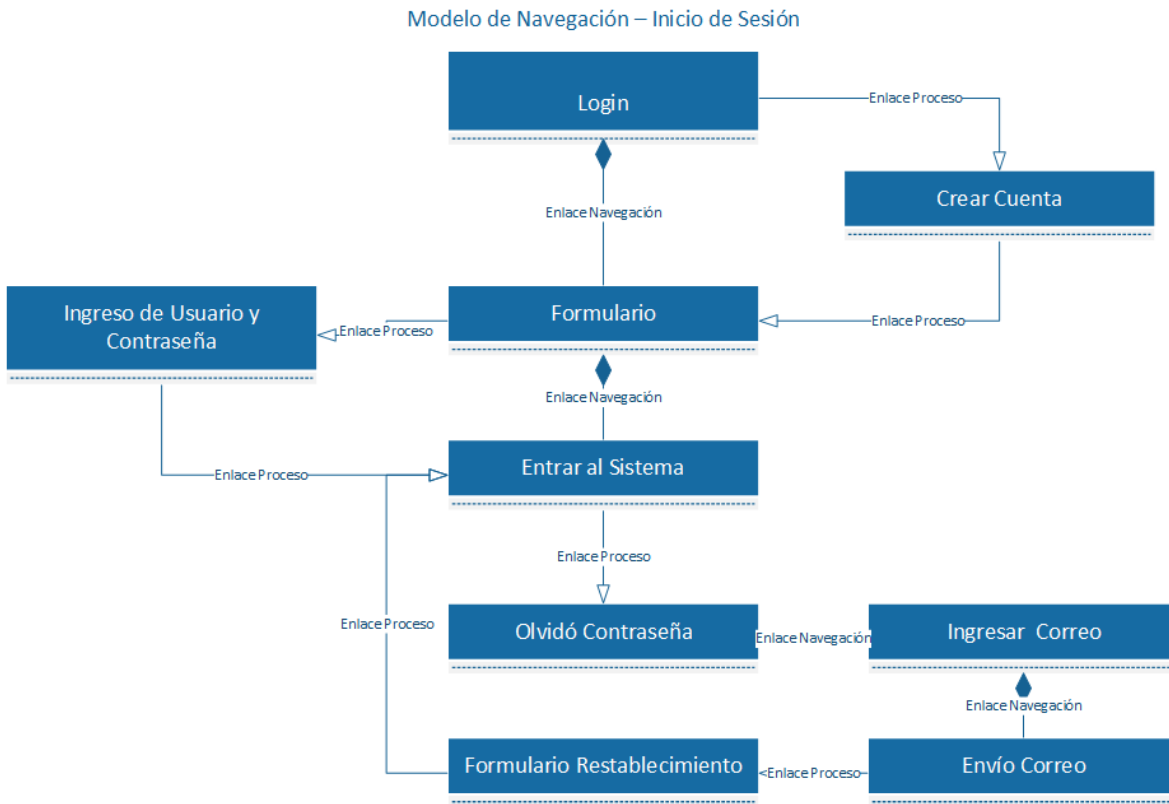 Modelo de Navegación – Inicio de Sesión
Login
Enlace Proceso
Crear Cuenta
Enlace Navegación
Ingreso de Usuario y
Contraseña
Enlace Proceso
Formulario
Enlace Proceso
Enlace Navegación
Entrar al Sistema
Enlace Proceso
Enlace Proceso
Enlace Proceso
Olvidó Contraseña
Enlace Navegación
Ingresar Correo
Enlace Navegación
Formulario Restablecimiento
Enlace Proceso
Envío Correo